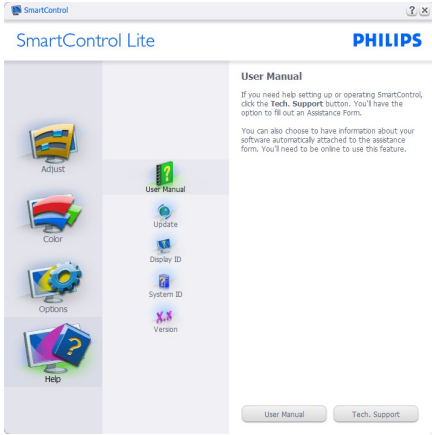 SmartControl
SmartControl Lite
PHILIPS
Adjust
Color
Options
Help
User Manual
Update
Display ID
System ID
X.X
Version
User Manual
If you need help setting up or operating SmartControl,
click the Tech. Support button. You'll have the
option to fill out an Assistance Form.
You can also choose to have information about your
software automatically attached to the assistance
form. You'll need to be online to use this feature.
User Manual
Tech. Support